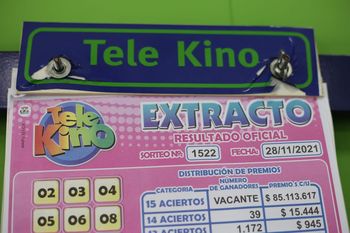 Tele Kino
Tele
Kino
EXTRACTO
RESULTADO OFICIAL
SORTEO Nº: 1522 FECHA: 28/11/2021
DISTRIBUCIÓN DE PREMIOS
CATEGORIA NÚMERO DE GANADORES PREMIO S C/U
02 03 04
05 06 08
15 ACIERTOS VACANTE $ 85.113.617
14 ACIERTOS 39 $ 15.444
1.172 $ 945